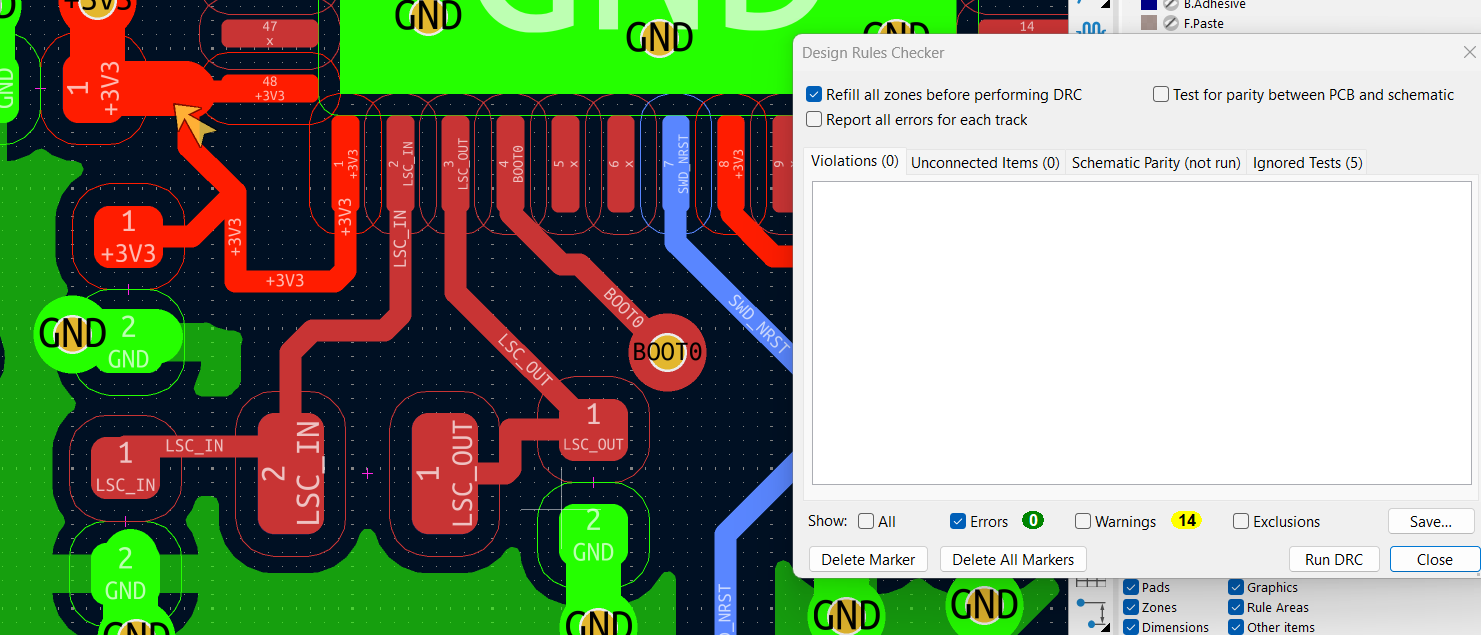 +3V3
GND
GND
GND
GND
47
x
14
B.Adhesive
F.Paste
1
+3V3
48
+3V3
GND
1
+3V3
2
LSC_IN
3
LSC_OUT
4
BOOT0
5
x
6
x
7
SWD_NRST
8
+3V3
9
x
1
+3V3
+3V3
+3V3
+3V3
LSC_IN
BOOT0
SWD_NRST
LSC_OUT
GND
2
GND
BOOT0
1
LSC_IN
LSC_IN
2
LSC_IN
1
LSC_OUT
1
LSC_OUT
2
GND
2
GND
GND
GND
D_NRST
GND
GND
Design Rules Checker
Refill all zones before performing DRC
Test for parity between PCB and schematic
Report all errors for each track
Violations (0)
Unconnected Items (0)
Schematic Parity (not run)
Ignored Tests (5)
Show:
All
Errors
0
Warnings
14
Exclusions
Save...
Delete Marker
Delete All Markers
Run DRC
Close
Pads
Graphics
Zones
Rule Areas
Dimensions
Other items